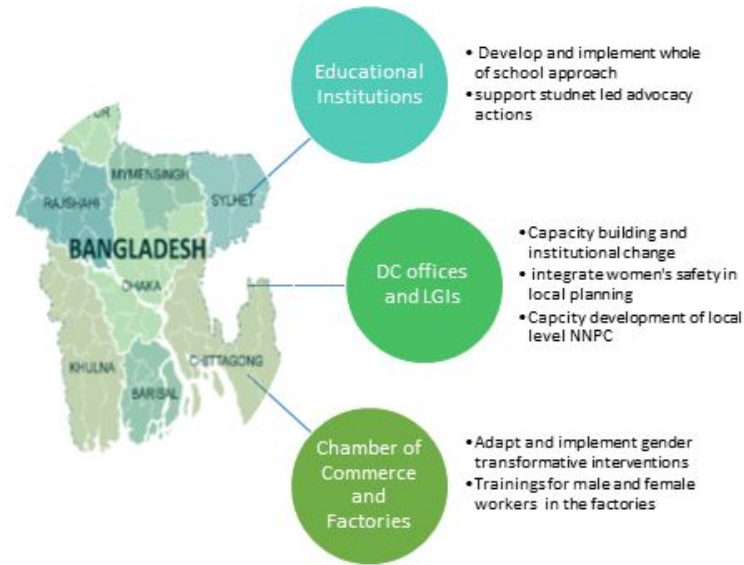 Educational
Institutions
• Develop and implement whole
of school approach
• support studnet led advocacy
actions
UR
MYMENSINGH
RAJSHAHI
SYLHET
BANGLADESH
DHAKA
KHULNA
BARISAL
CHITTAGONG
DC offices
and LGIs
• Capacity building and
institutional change
• integrate women's safety in
local planning
• Capcity development of local
level NNPC
Chamber of
Commerce
and
Factories
• Adapt and implement gender
transformative interventions
• Trainings for male and female
workers in the factories